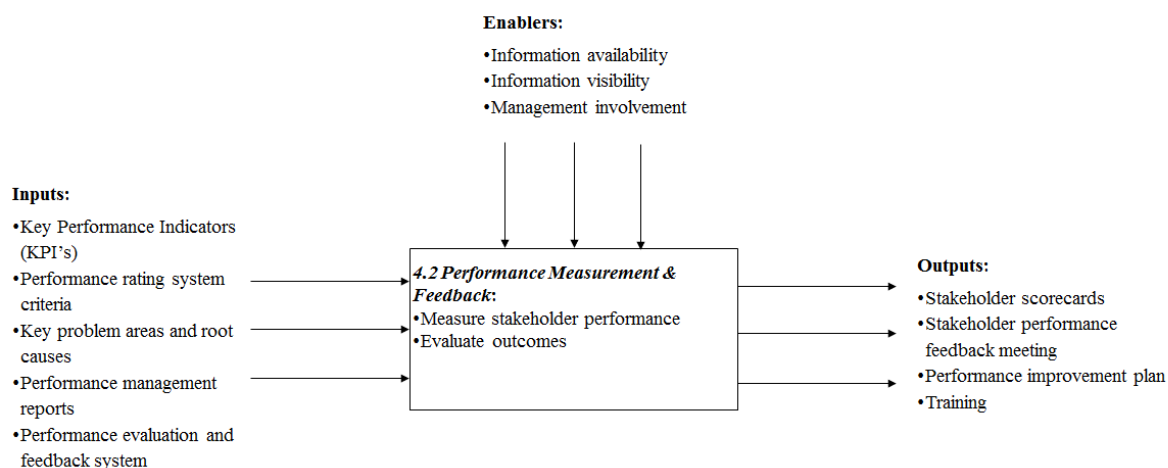 Enablers:
•Information availability
•Information visibility
•Management involvement
Inputs:
•Key Performance Indicators
(KPI's)
•Performance rating system
criteria
•Key problem areas and root
causes
•Performance management
reports
•Performance evaluation and
feedback system
4.2 Performance Measurement &
Feedback:
•Measure stakeholder performance
•Evaluate outcomes
Outputs:
•Stakeholder scorecards
•Stakeholder performance
feedback meeting
•Performance improvement plan
•Training